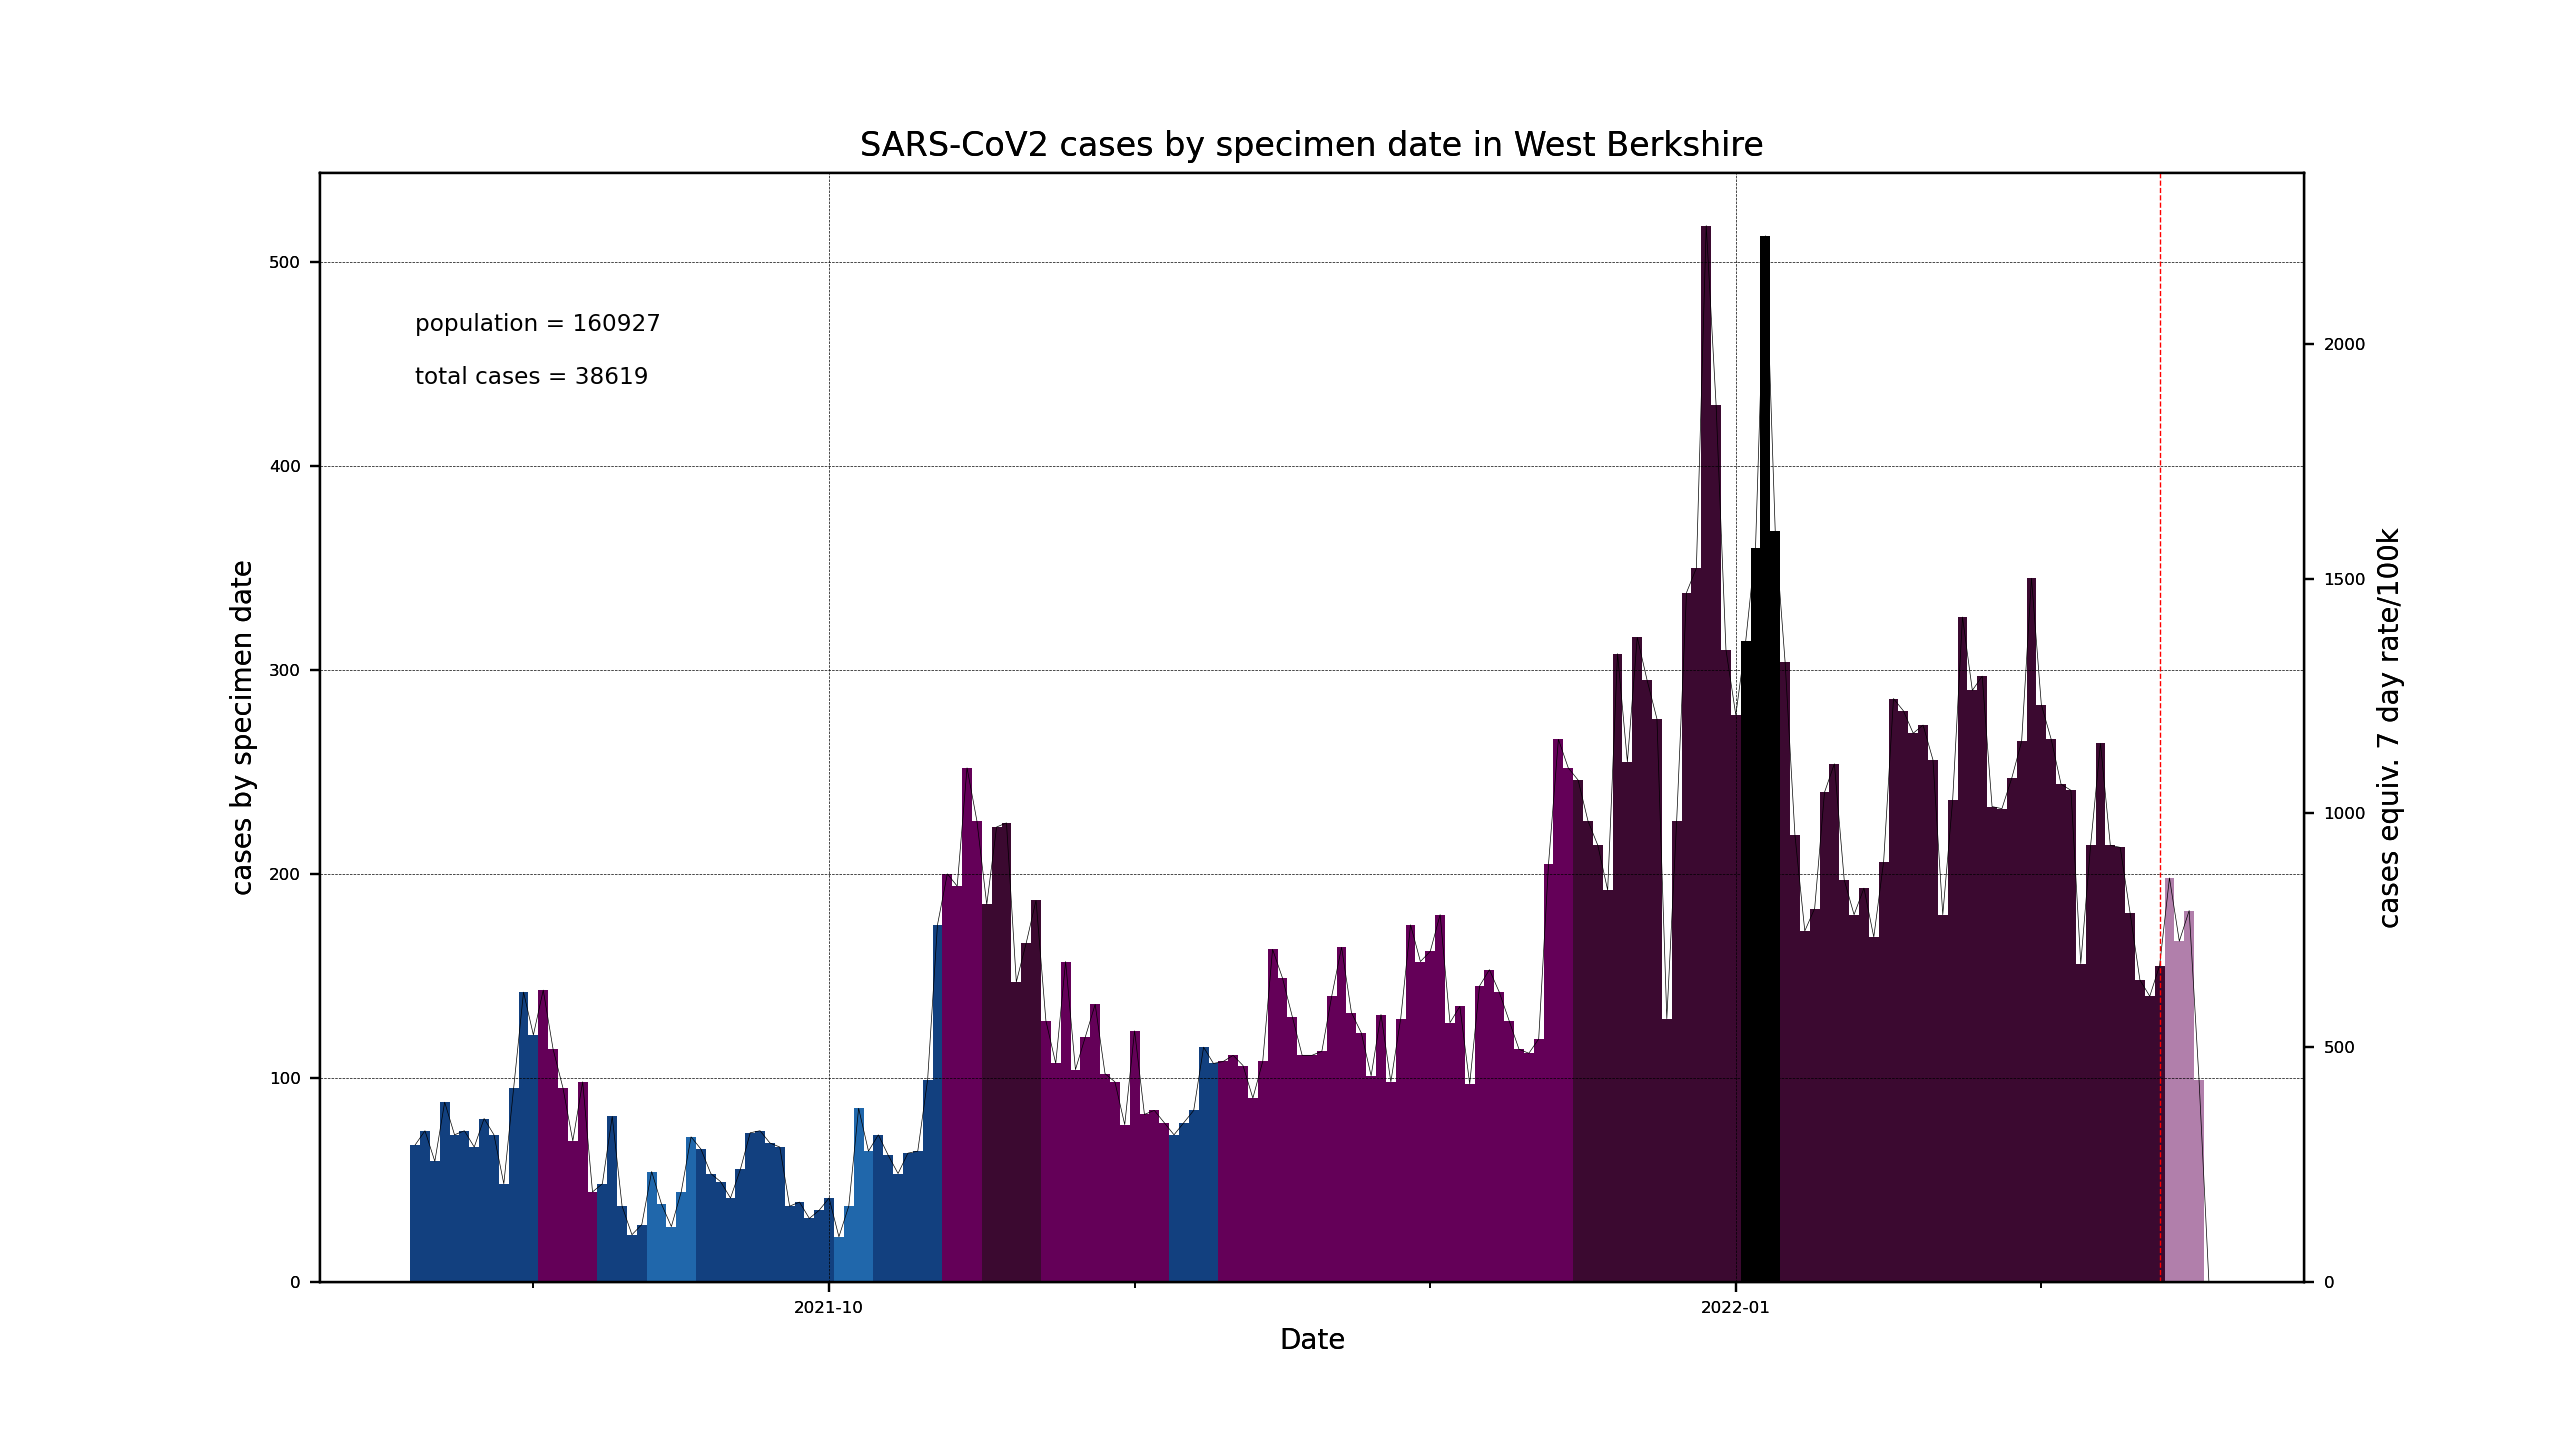 SARS-CoV2 cases by specimen date in West Berkshire
population = 160927
total cases = 38619
cases by specimen date
500
400
300
200
100
0
2000
1500
1000
500
0
cases equiv. 7 day rate/100k
2021-10
2022-01
Date